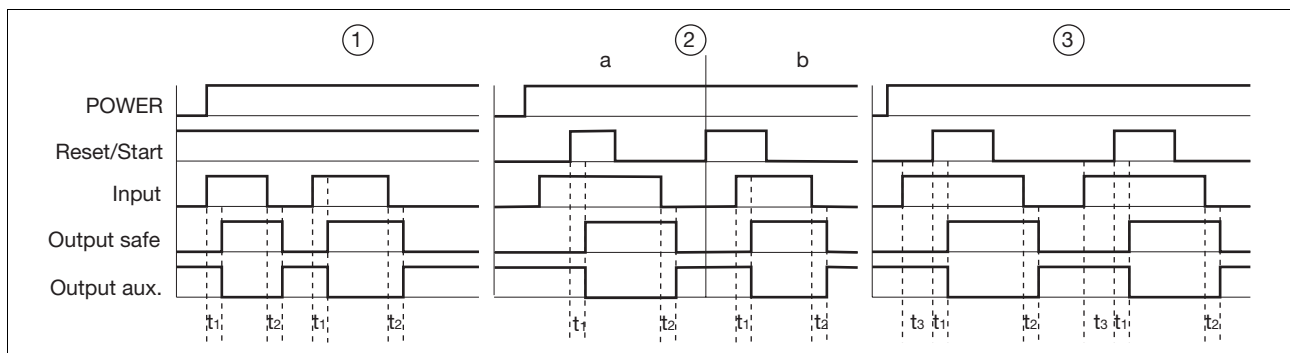 1 2 3
a b
POWER
Reset/Start
Input
Output safe
Output aux.
t1 t2 t1 t2 t1 t2 t1 t2 t3 t1 t2 t3 t1 t2